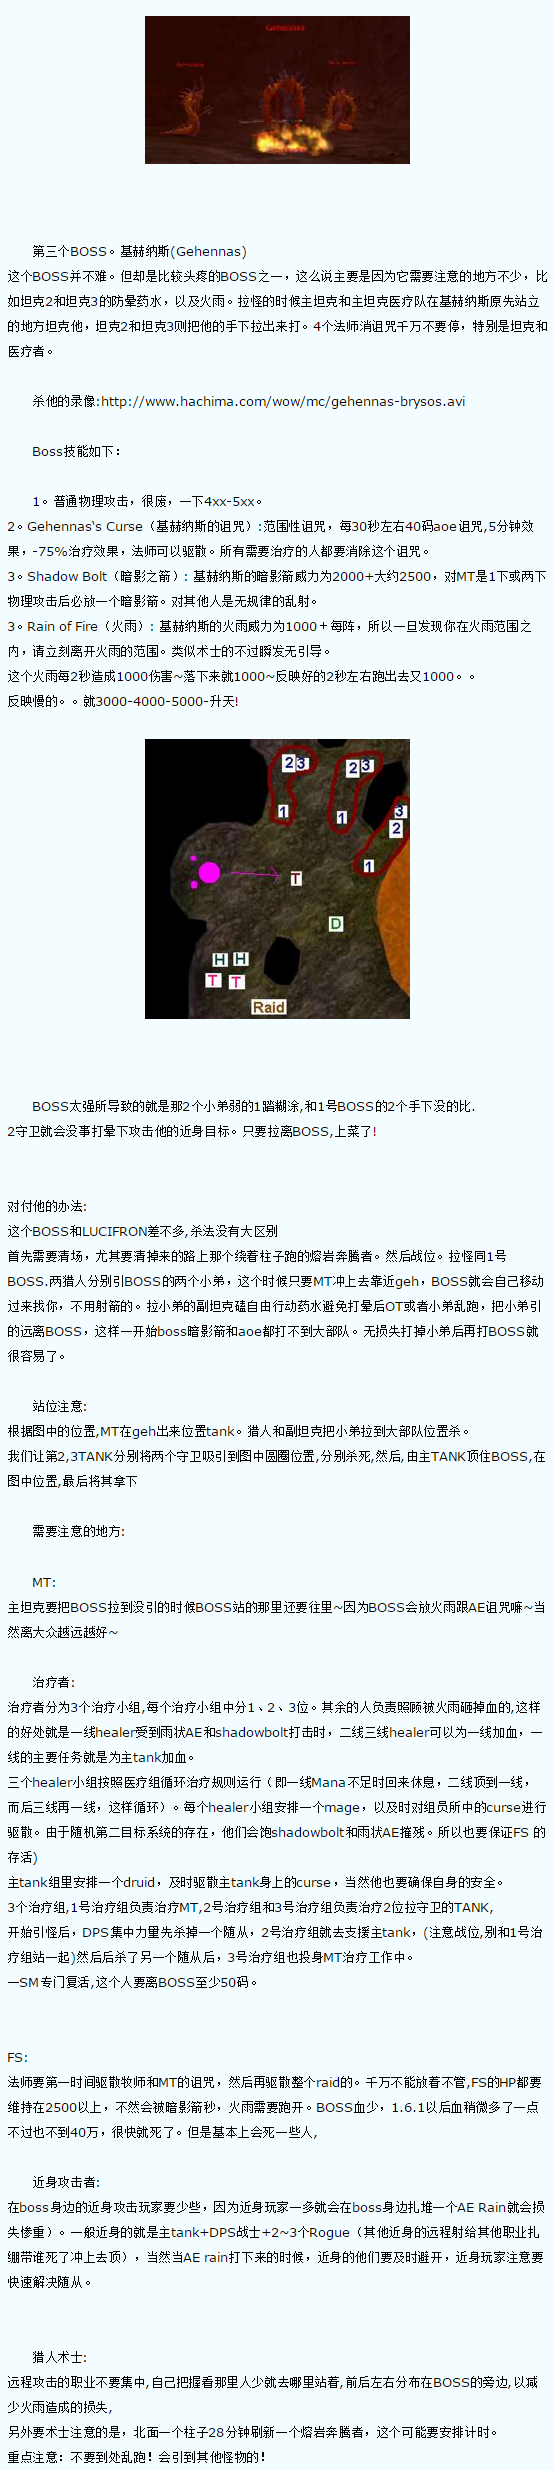 Gehennas
第三个BOSS。基赫纳斯(Gehennas)
这个BOSS并不难。但却是比较头疼的BOSS之一，这么说主要是因为它需要注意的地方不少，比
如坦克2和坦克3的防晕药水，以及火雨。拉怪的时候主坦克和主坦克医疗队在基赫纳斯原先站立
的地方坦克他，坦克2和坦克3则把他的手下拉出来打。4个法师消诅咒千万不要停，特别是坦克和
医疗者。
杀他的录像:http://www.hachima.com/wow/mc/gehennas-brysos.avi
Boss技能如下：
1。普通物理攻击，很废，一下4xx-5xx。
2。Gehennas‘s Curse（基赫纳斯的诅咒）:范围性诅咒，每30秒左右40码aoe诅咒,5分钟效
果，-75%治疗效果，法师可以驱散。所有需要治疗的人都要消除这个诅咒。
3。Shadow Bolt（暗影之箭）：基赫纳斯的暗影箭威力为2000+大约2500，对MT是1下或两下
物理攻击后必放一个暗影箭。对其他人是无规律的乱射。
3。Rain of Fire（火雨）：基赫纳斯的火雨威力为1000＋每阵，所以一旦发现你在火雨范围之
内，请立刻离开火雨的范围。类似术士的不过瞬发无引导。
这个火雨每2秒造成1000伤害~落下来就1000~反映好的2秒左右跑出去又1000。。
反映慢的。。就3000-4000-5000-升天!
2 3 2 3
1 1 3
2
1
T
D
H H
T T
Raid
BOSS太强所导致的就是那2个小弟弱的1蹋糊涂,和1号BOSS的2个手下没的比.
2守卫就会没事打晕下攻击他的近身目标。只要拉离BOSS,上菜了!
对付他的办法:
这个BOSS和LUCIFRON差不多,杀法没有大区别
首先需要清场，尤其要清掉来的路上那个绕着柱子跑的熔岩奔腾者。然后战位。拉怪同1号
BOSS.两猎人分别引BOSS的两个小弟，这个时候只要MT冲上去靠近geh，BOSS就会自己移动
过来找你，不用射箭的。拉小弟的副坦克磕自由行动药水避免打晕后OT或者小弟乱跑，把小弟引
的远离BOSS，这样一开始boss暗影箭和aoe都打不到大部队。无损失打掉小弟后再打BOSS就
很容易了。
站位注意:
根据图中的位置,MT在geh出来位置tank。猎人和副坦克把小弟拉到大部队位置杀。
我们让第2,3TANK分别将两个守卫吸引到图中圆圈位置,分别杀死,然后,由主TANK顶住BOSS,在
图中位置,最后将其拿下
需要注意的地方:
MT:
主坦克要把BOSS拉到没引的时候BOSS站的那里还要往里~因为BOSS会放火雨跟AE诅咒嘛~当
然离大众越远越好~
治疗者:
治疗者分为3个治疗小组,每个治疗小组中分1、2、3位。其余的人负责照顾被火雨砸掉血的,这样
的好处就是一线healer受到雨状AE和shadowbolt打击时，二线三线healer可以为一线加血，一
线的主要任务就是为主tank加血。
三个healer小组按照医疗组循环治疗规则运行（即一线Mana不足时回来休息，二线顶到一线，
而后三线再一线，这样循环）。每个healer小组安排一个mage，以及时对组员所中的curse进行
驱散。由于随机第二目标系统的存在，他们会饱shadowbolt和雨状AE摧残。所以也要保证FS 的
存活)
主tank组里安排一个druid，及时驱散主tank身上的curse，当然他也要确保自身的安全。
3个治疗组,1号治疗组负责治疗MT,2号治疗组和3号治疗组负责治疗2位拉守卫的TANK,
开始引怪后，DPS集中力量先杀掉一个随从，2号治疗组就去支援主tank，(注意战位,别和1号治
疗组站一起)然后后杀了另一个随从后，3号治疗组也投身MT治疗工作中。
一SM专门复活,这个人要离BOSS至少50码。
FS:
法师要第一时间驱散牧师和MT的诅咒，然后再驱散整个raid的。千万不能放着不管,FS的HP都要
维持在2500以上，不然会被暗影箭秒，火雨需要跑开。BOSS血少，1.6.1以后血稍微多了一点
不过也不到40万，很快就死了。但是基本上会死一些人,
近身攻击者:
在boss身边的近身攻击玩家要少些，因为近身玩家一多就会在boss身边扎堆一个AE Rain就会损
失惨重）。一般近身的就是主tank+DPS战士+2~3个Rogue（其他近身的远程射给其他职业扎
绷带谁死了冲上去顶），当然当AE rain打下来的时候，近身的他们要及时避开，近身玩家注意要
快速解决随从。
猎人术士:
远程攻击的职业不要集中,自己把握看那里人少就去哪里站着,前后左右分布在BOSS的旁边,以减
少火雨造成的损失,
另外要术士注意的是，北面一个柱子28分钟刷新一个熔岩奔腾者，这个可能要安排计时。
重点注意：不要到处乱跑！会引到其他怪物的！